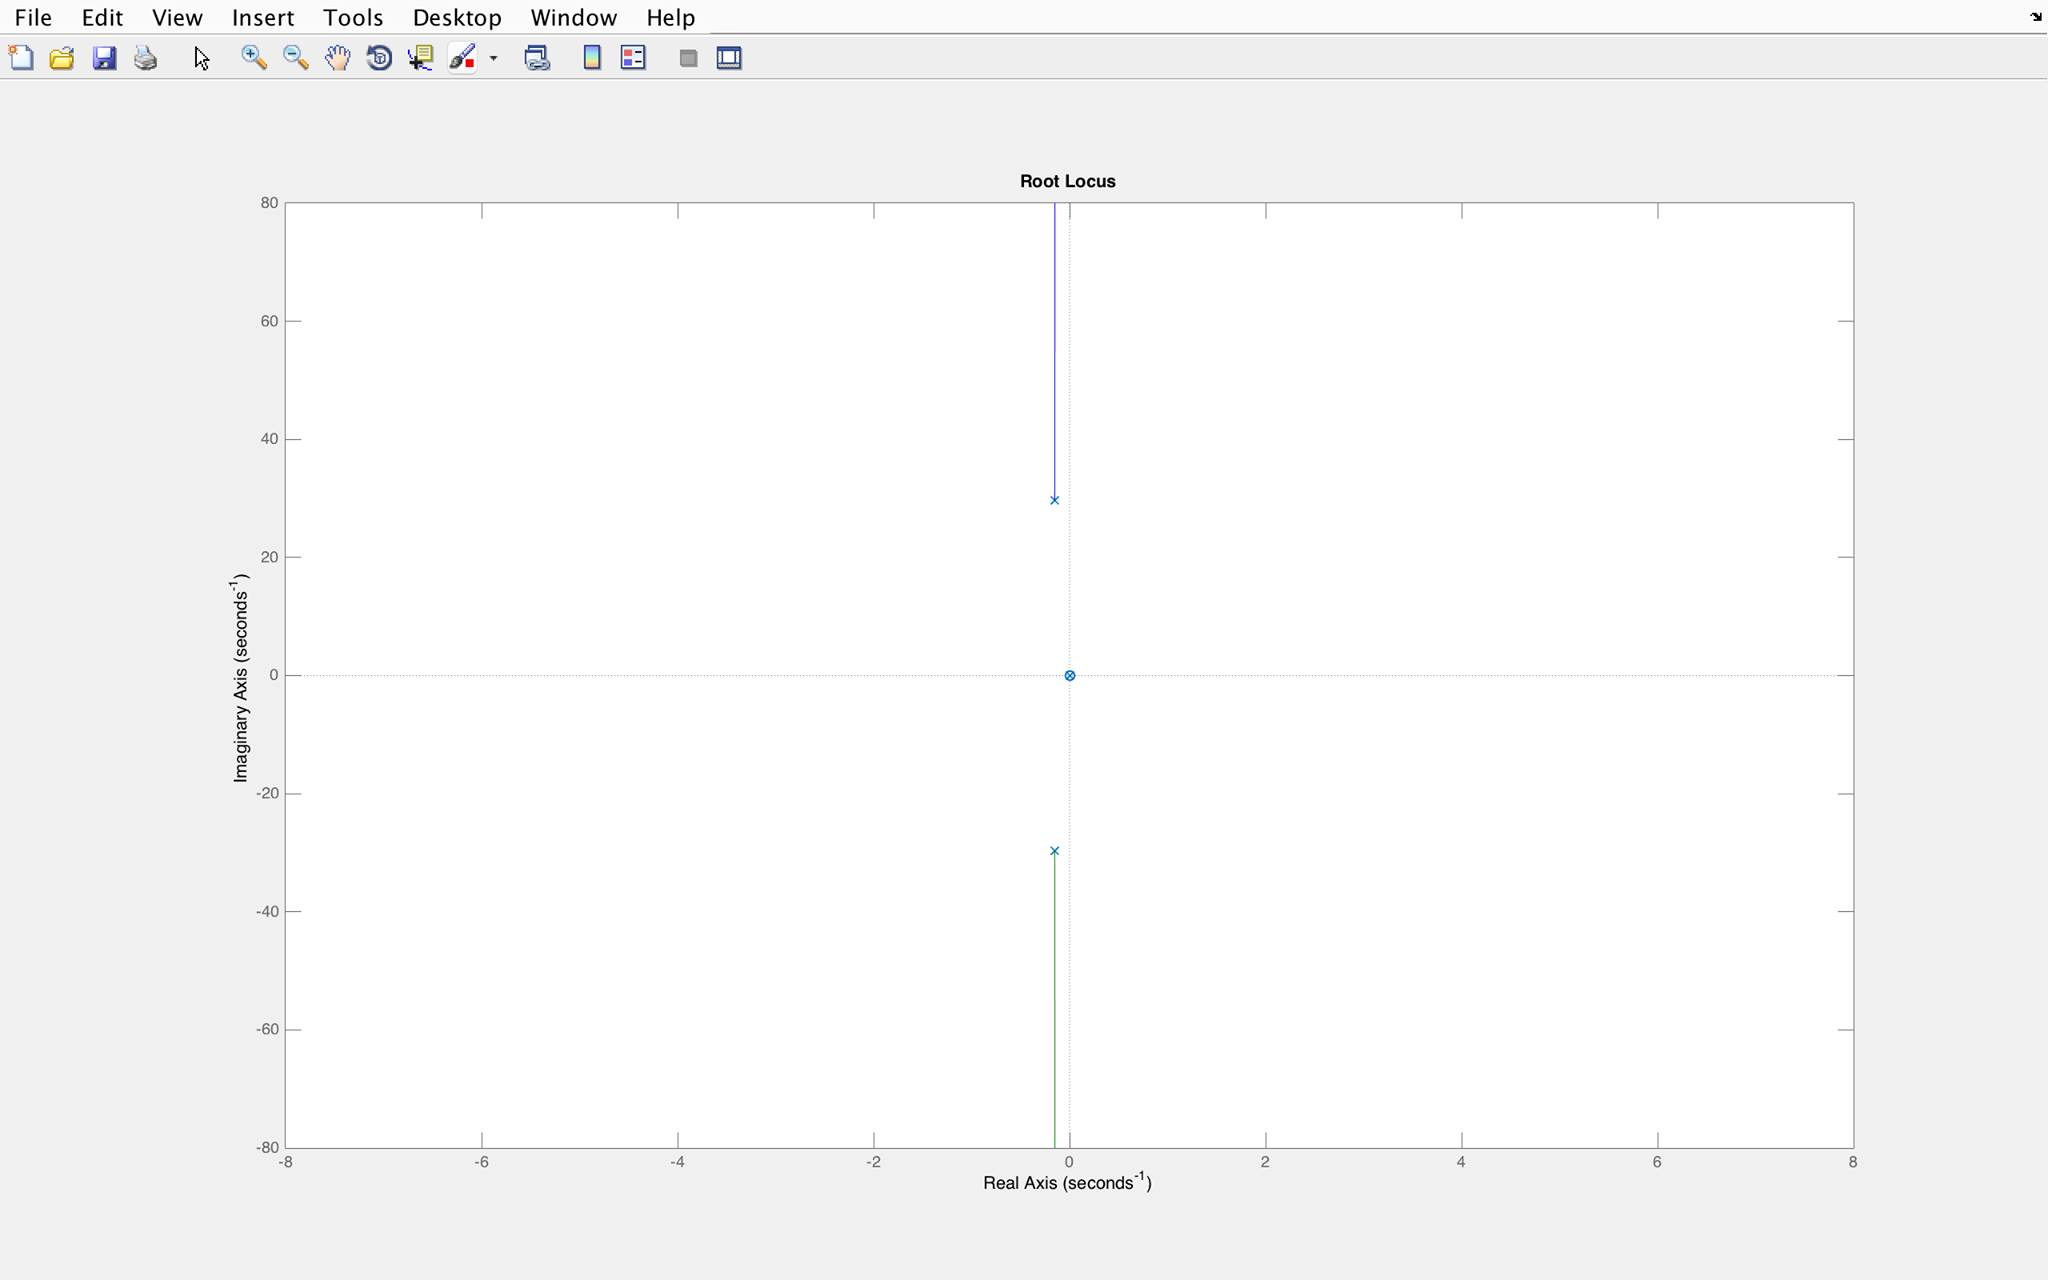 File Edit View Insert Tools Desktop Window Help
Root Locus
80
60
40
20
0
-20
-40
-60
-80
Imaginary Axis (seconds⁻¹)
-8 -6 -4 -2 0 2 4 6 8
Real Axis (seconds⁻¹)